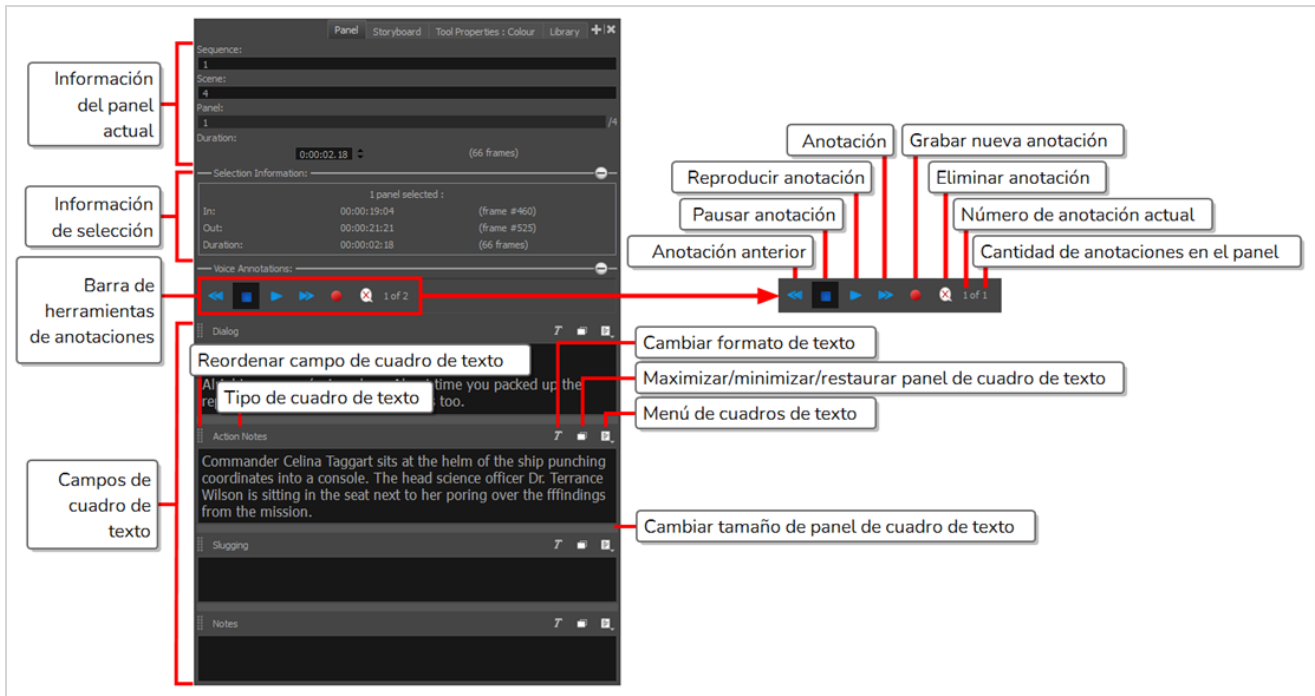 Panel Storyboard Tool Properties : Colour Library
Sequence:
1
Scene:
4
Panel:
1 /4
Duration:
0:00:02.18 (66 frames)
Selection Information:
1 panel selected :
In: 00:00:19:04 (frame #460)
Out: 00:00:21:21 (frame #525)
Duration: 00:00:02:18 (66 frames)
Voice Annotations:
1 of 2
Dialog
time you packed up the
too.
Action Notes
Commander Celina Taggart sits at the helm of the ship punching
coordinates into a console. The head science officer Dr. Terrance
Wilson is sitting in the seat next to her poring over the fffindings
from the mission.
Slugging
Notes
Información
del panel
actual
Información
de selección
Barra de
herramientas
de anotaciones
Campos de
cuadro de
texto
Reordenar campo de cuadro de texto
Tipo de cuadro de texto
Anotación
Grabar nueva anotación
Reproducir anotación
Eliminar anotación
Pausar anotación
Número de anotación actual
Anotación anterior
Cantidad de anotaciones en el panel
1 of 1
Cambiar formato de texto
Maximizar/minimizar/restaurar panel de cuadro de texto
Menú de cuadros de texto
Cambiar tamaño de panel de cuadro de texto